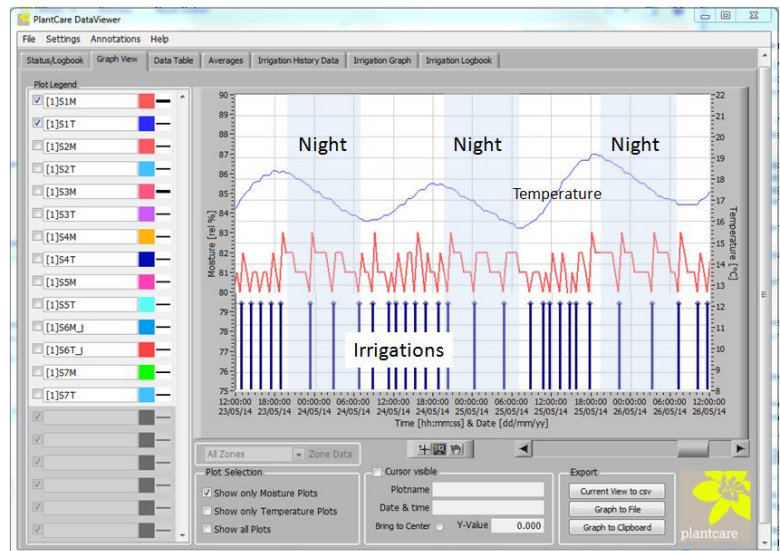 PlantCare DataViewer
File Settings Annotations Help
Status/Logbook Graph View Data Table Averages Irrigation History Data Irrigation Graph Irrigation Logbook
Plot Legend
[1]S1M
[1]S1T
[1]S2M
[1]S2T
[1]S3M
[1]S3T
[1]S4M
[1]S4T
[1]S5M
[1]S5T
[1]S6M_j
[1]S6T_j
[1]S7M
[1]S7T
Moisture [rel %]
90
89
88
87
86
85
84
83
82
81
80
79
78
77
76
75
Night Night Night
Temperature
Irrigations
22
21
20
19
18
17
16
15
14
13
12
11
10
9
8
Temperature [°C]
12:00:00 18:00:00 00:00:00 06:00:00 12:00:00 18:00:00 00:00:00 06:00:00 12:00:00 18:00:00 00:00:00 06:00:00 12:00:00
23/05/14 23/05/14 24/05/14 24/05/14 24/05/14 24/05/14 25/05/14 25/05/14 25/05/14 25/05/14 26/05/14 26/05/14 26/05/14
Time [hh:mm:ss] & Date [dd/mm/yy]
All Zones Zone Data
Plot Selection
Show only Moisture Plots
Show only Temperature Plots
Show all Plots
Cursor visible
Plotname
Date & time
Bring to Center Y-Value 0.000
Export
Current View to csv
Graph to File
Graph to Clipboard
plantcare